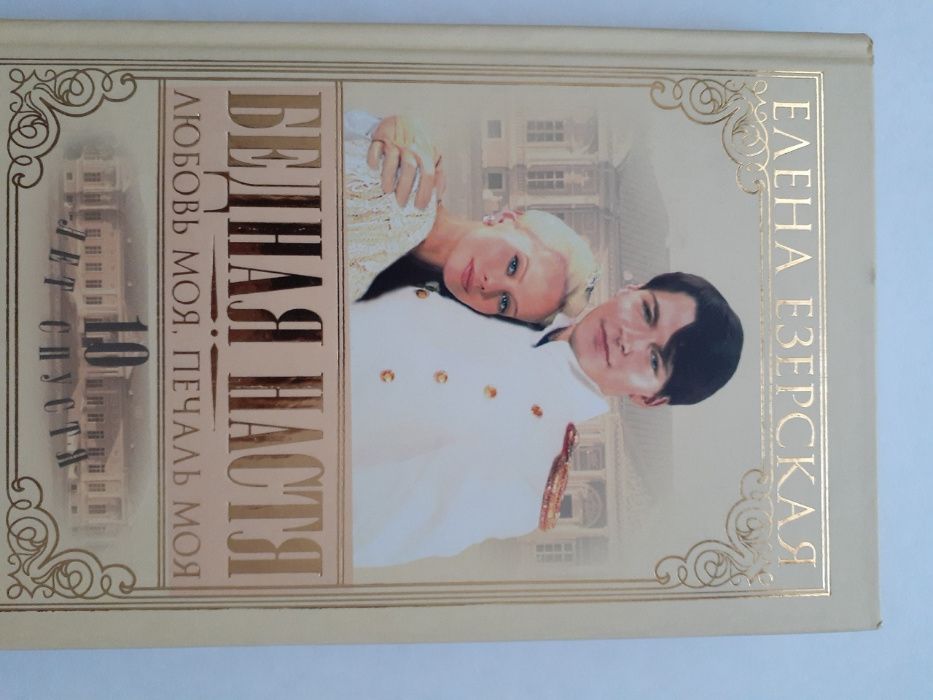 ЕЛЕНА ЕЗЕРСКАЯ
БЕДНАЯ НАСТЯ
ЛЮБОВЬ МОЯ, ПЕЧАЛЬ МОЯ
10
ЛЕТ СПУСТЯ